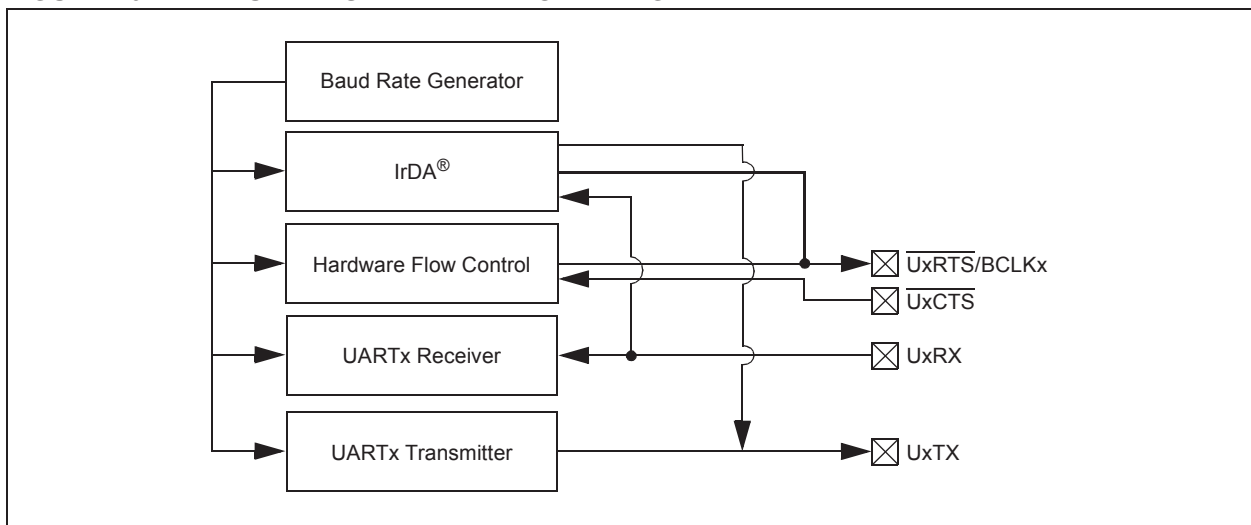 Baud Rate Generator
IrDA®
Hardware Flow Control
UxRTS/BCLKx
UxCTS
UARTx Receiver
UxRX
UARTx Transmitter
UxTX